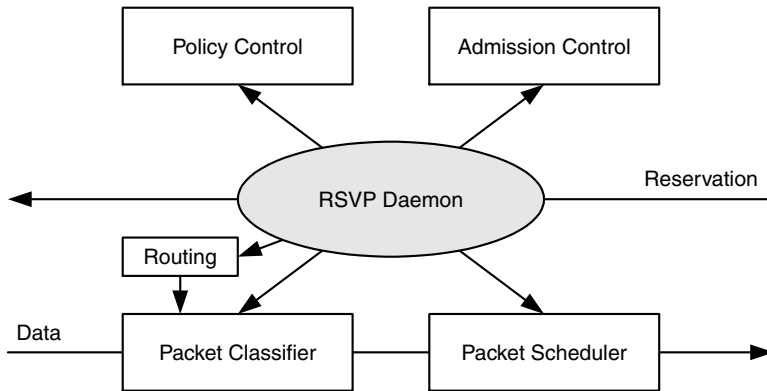 Policy Control
Admission Control
Reservation
RSVP Daemon
Routing
Data
Packet Classifier
Packet Scheduler